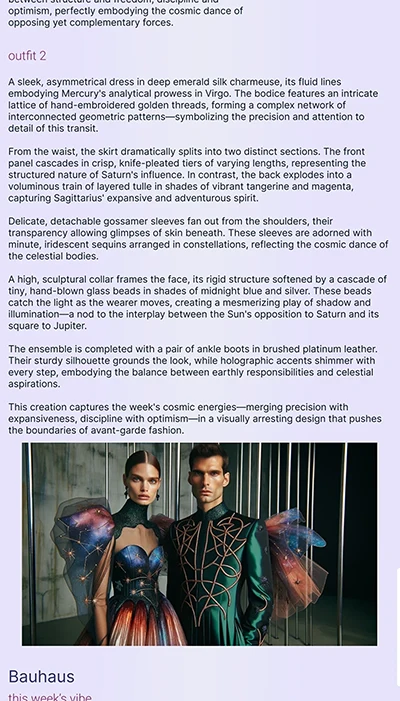 between structure and freedom, discipline and
optimism, perfectly embodying the cosmic dance of
opposing yet complementary forces.
outfit 2
A sleek, asymmetrical dress in deep emerald silk charmeuse, its fluid lines
embodying Mercury's analytical prowess in Virgo. The bodice features an intricate
lattice of hand-embroidered golden threads, forming a complex network of
interconnected geometric patterns—symbolizing the precision and attention to
detail of this transit.
From the waist, the skirt dramatically splits into two distinct sections. The front
panel cascades in crisp, knife-pleated tiers of varying lengths, representing the
structured nature of Saturn's influence. In contrast, the back explodes into a
voluminous train of layered tulle in shades of vibrant tangerine and magenta,
capturing Sagittarius' expansive and adventurous spirit.
Delicate, detachable gossamer sleeves fan out from the shoulders, their
transparency allowing glimpses of skin beneath. These sleeves are adorned with
minute, iridescent sequins arranged in constellations, reflecting the cosmic dance of
the celestial bodies.
A high, sculptural collar frames the face, its rigid structure softened by a cascade of
tiny, hand-blown glass beads in shades of midnight blue and silver. These beads
catch the light as the wearer moves, creating a mesmerizing play of shadow and
illumination—a nod to the interplay between the Sun's opposition to Saturn and its
square to Jupiter.
The ensemble is completed with a pair of ankle boots in brushed platinum leather.
Their sturdy silhouette grounds the look, while holographic accents shimmer with
every step, embodying the balance between earthly responsibilities and celestial
aspirations.
This creation captures the week's cosmic energies—merging precision with
expansiveness, discipline with optimism—in a visually arresting design that pushes
the boundaries of avant-garde fashion.
Bauhaus
this week's vibe